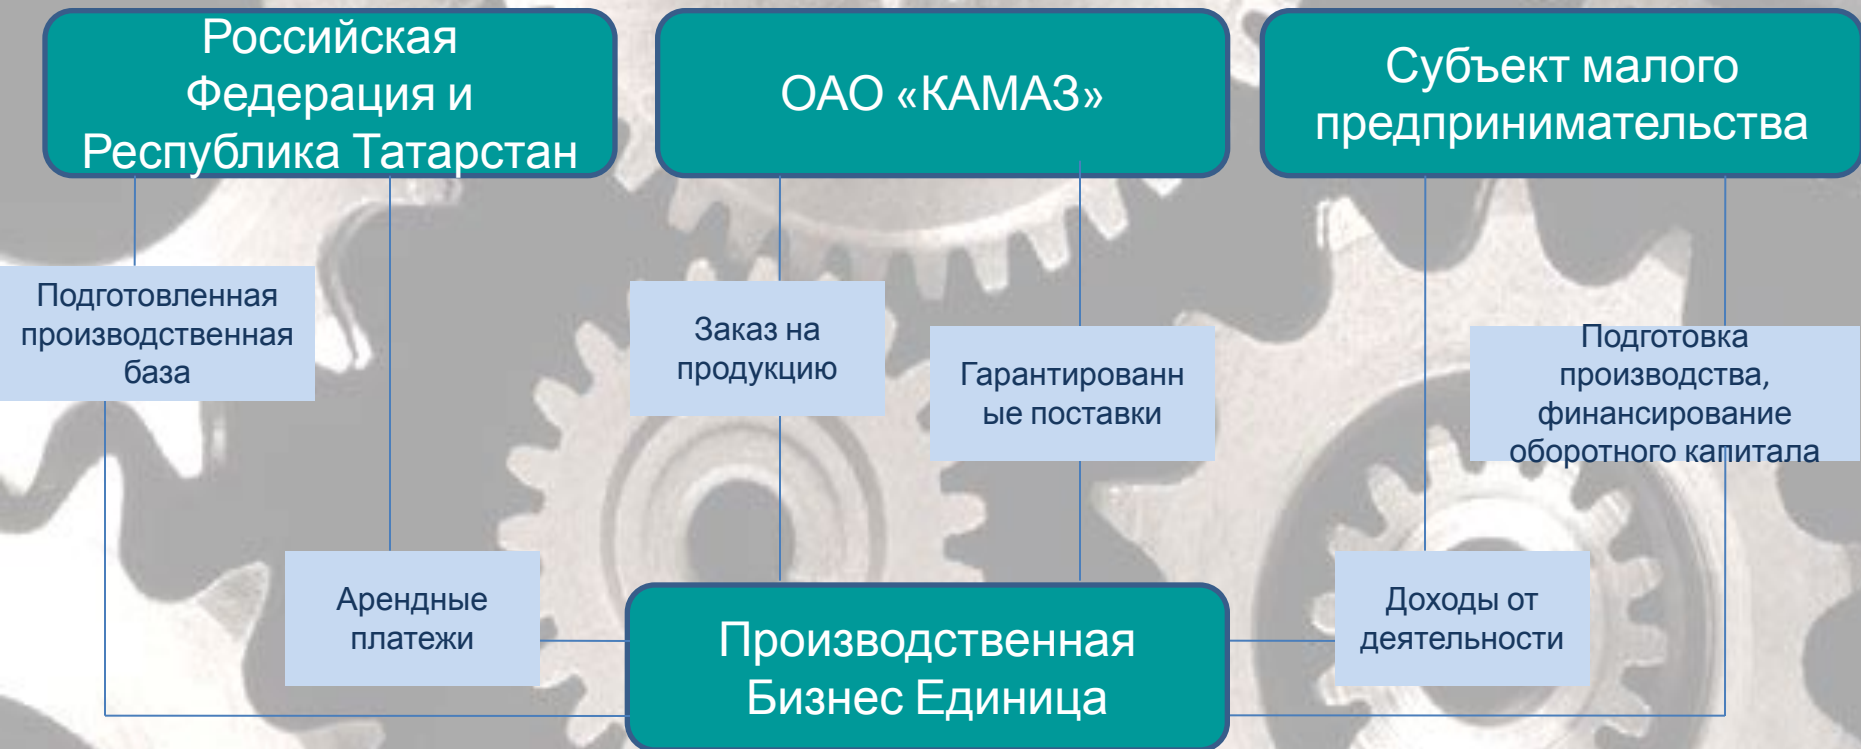 Российская
Федерация и
Республика Татарстан
ОАО «КАМАЗ»
Субъект малого
предпринимательства
Подготовленная
производственная
база
Заказ на
продукцию
Гарантированн
ые поставки
Подготовка
производства,
финансирование
оборотного капитала
Арендные
платежи
Производственная
Бизнес Единица
Доходы от
деятельности